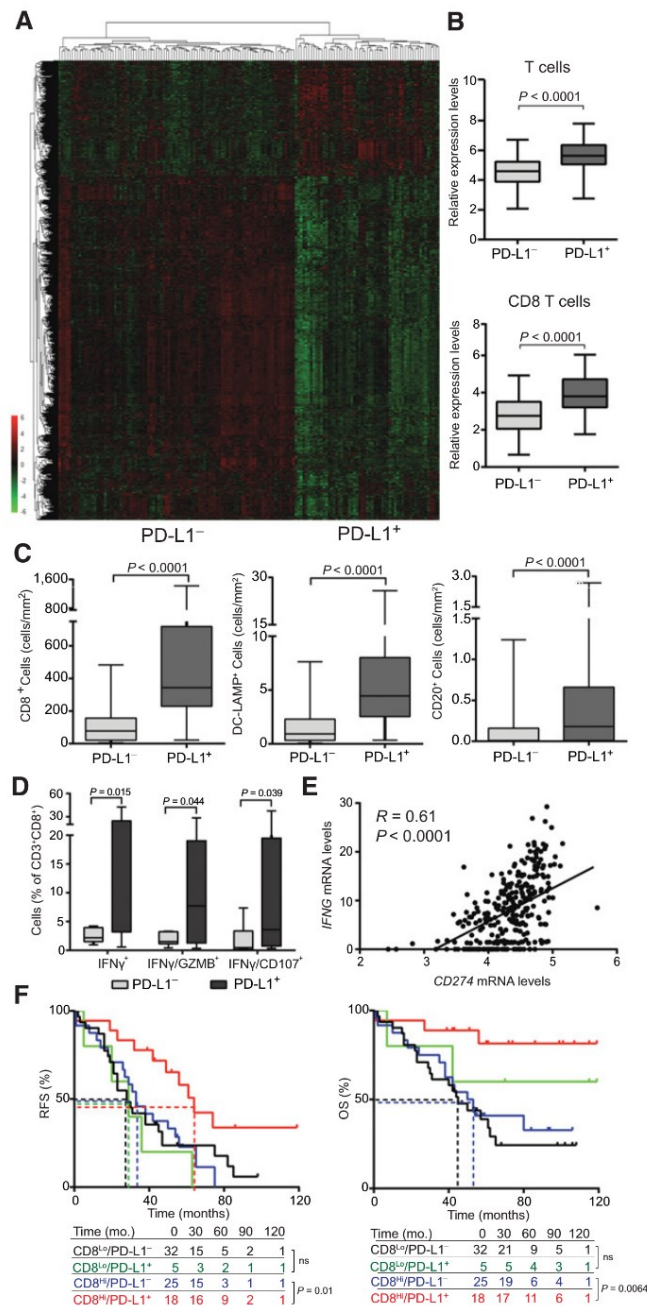 A
6
4
2
0
-2
-4
-6
PD-L1⁻ PD-L1⁺
B
T cells
P < 0.0001
Relative expression levels
10
8
6
4
2
0
PD-L1⁻ PD-L1⁺
CD8 T cells
P < 0.0001
Relative expression levels
8
6
4
2
0
PD-L1⁻ PD-L1⁺
C
P < 0.0001
CD8⁺ Cells (cells/mm²)
1,600
800
600
400
200
0
PD-L1⁻ PD-L1⁺
P < 0.0001
DC-LAMP⁺ Cells (cells/mm²)
30
15
10
5
0
PD-L1⁻ PD-L1⁺
P < 0.0001
CD20⁺ Cells (cells/mm²)
3.0
1.5
1.0
0.5
0.0
PD-L1⁻ PD-L1⁺
D
P = 0.015
P = 0.044
P = 0.039
Cells (% of CD3⁺CD8⁺)
60
30
20
15
10
5
0
IFNγ⁺ IFNγ/GZMB⁺ IFNγ/CD107⁺
PD-L1⁻ PD-L1⁺
E
R = 0.61
P < 0.0001
IFNG mRNA levels
30
20
10
0
2 3 4 5 6
CD274 mRNA levels
F
RFS (%)
100
50
0
0 40 80 120
Time (months)
Time (mo.) 0 30 60 90 120
CD8ᴸᵒ/PD-L1⁻ 32 15 5 2 1
CD8ᴸᵒ/PD-L1⁺ 5 3 2 1 1
ns
CD8ᴴⁱ/PD-L1⁻ 25 15 3 1 1
CD8ᴴⁱ/PD-L1⁺ 18 16 9 2 1
P = 0.01
OS (%)
100
50
0
0 40 80 120
Time (months)
Time (mo.) 0 30 60 90 120
CD8ᴸᵒ/PD-L1⁻ 32 21 9 5 1
CD8ᴸᵒ/PD-L1⁺ 5 5 4 3 1
ns
CD8ᴴⁱ/PD-L1⁻ 25 19 6 4 1
CD8ᴴⁱ/PD-L1⁺ 18 17 11 6 1
P = 0.0064